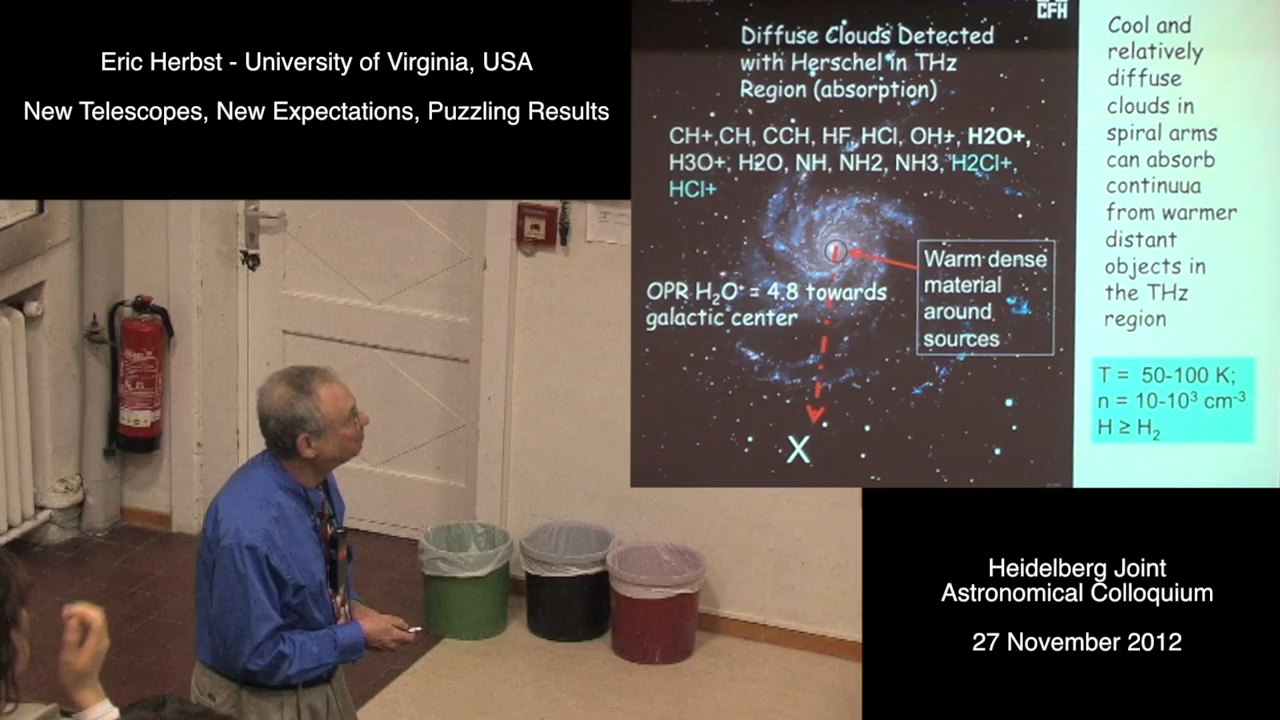 Eric Herbst - University of Virginia, USA
New Telescopes, New Expectations, Puzzling Results
CFH
Diffuse Clouds Detected
with Herschel in THz
Region (absorption)
CH+,CH, CCH, HF, HCl, OH+, H2O+,
H3O+, H2O, NH, NH2, NH3, H2Cl+,
HCl+
Warm dense
material
around
sources
OPR H₂O⁺ = 4.8 towards
galactic center
X
Cool and
relatively
diffuse
clouds in
spiral arms
can absorb
continuua
from warmer
distant
objects in
the THz
region
T = 50-100 K;
n = 10-10³ cm⁻³
H ≥ H₂
Heidelberg Joint
Astronomical Colloquium
27 November 2012